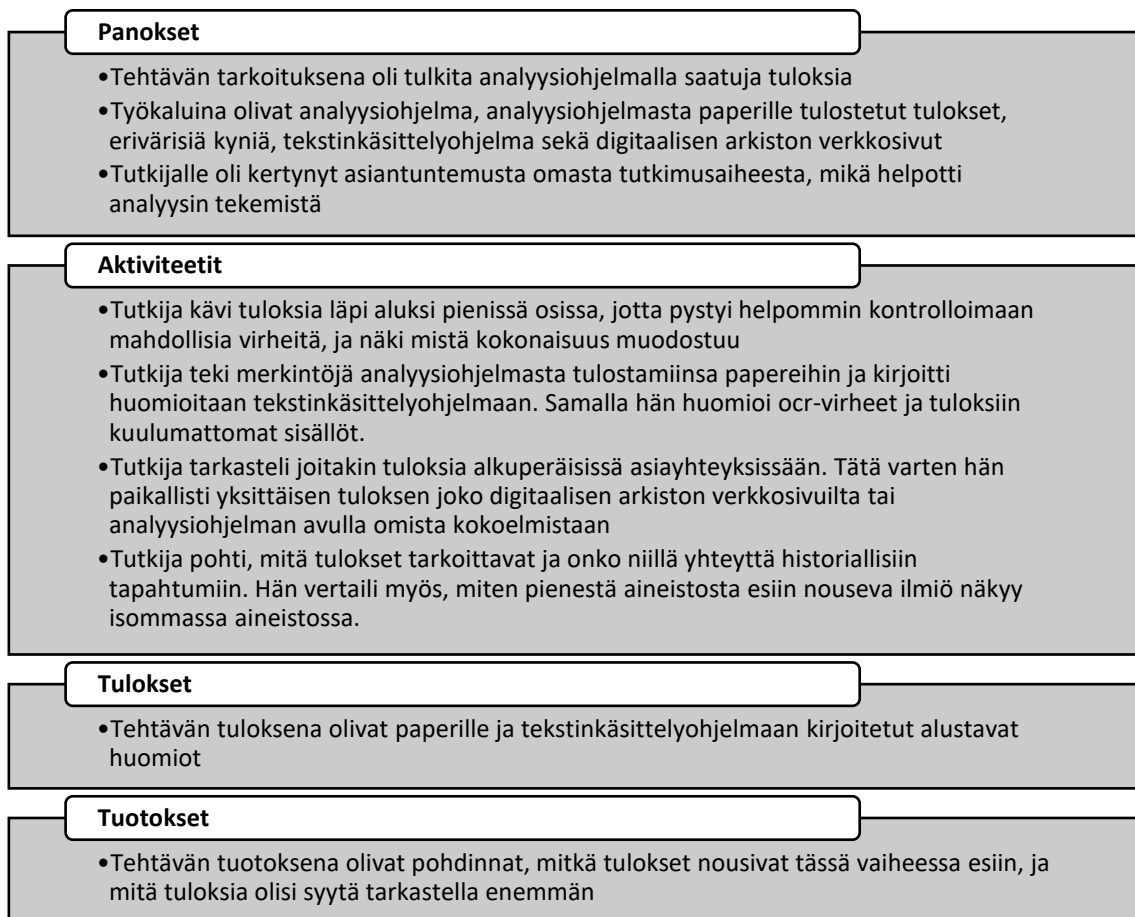 Panokset
•Tehtävän tarkoituksena oli tulkita analyysiohjelmalla saatuja tuloksia
•Työkaluina olivat analyysiohjelma, analyysiohjelmasta paperille tulostetut tulokset,
erivärisiä kyniä, tekstinkäsittelyohjelma sekä digitaalisen arkiston verkkosivut
•Tutkijalle oli kertynyt asiantuntemusta omasta tutkimusaiheesta, mikä helpotti
analyysin tekemistä
Aktiviteetit
•Tutkija kävi tuloksia läpi aluksi pienissä osissa, jotta pystyi helpommin kontrolloimaan
mahdollisia virheitä, ja näki mistä kokonaisuus muodostuu
•Tutkija teki merkintöjä analyysiohjelmasta tulostamiinsa papereihin ja kirjoitti
huomioitaan tekstinkäsittelyohjelmaan. Samalla hän huomioi ocr-virheet ja tuloksiin
kuulumattomat sisällöt.
•Tutkija tarkasteli joitakin tuloksia alkuperäisissä asiayhteyksissään. Tätä varten hän
paikallisti yksittäisen tuloksen joko digitaalisen arkiston verkkosivuilta tai
analyysiohjelman avulla omista kokoelmistaan
•Tutkija pohti, mitä tulokset tarkoittavat ja onko niillä yhteyttä historiallisiin
tapahtumiin. Hän vertaili myös, miten pienestä aineistosta esiin nouseva ilmiö näkyy
isommassa aineistossa.
Tulokset
•Tehtävän tuloksena olivat paperille ja tekstinkäsittelyohjelmaan kirjoitetut alustavat
huomiot
Tuotokset
•Tehtävän tuotoksena olivat pohdinnat, mitkä tulokset nousivat tässä vaiheessa esiin, ja
mitä tuloksia olisi syytä tarkastella enemmän